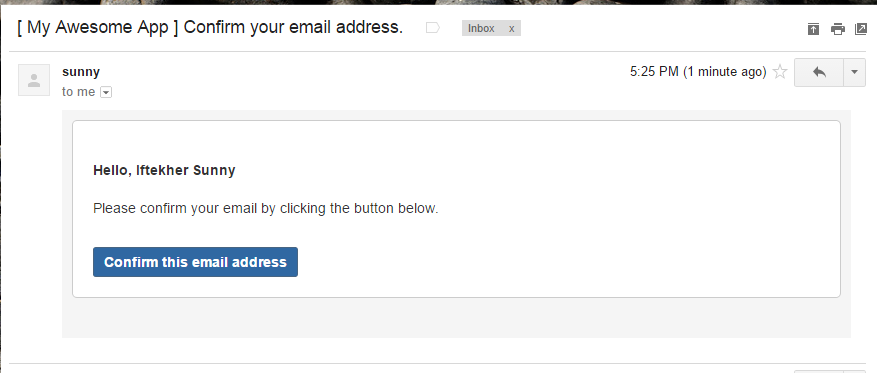 [ My Awesome App ] Confirm your email address.
Inbox x
sunny
5:25 PM (1 minute ago)
to me
Hello, Iftekher Sunny
Please confirm your email by clicking the button below.
Confirm this email address